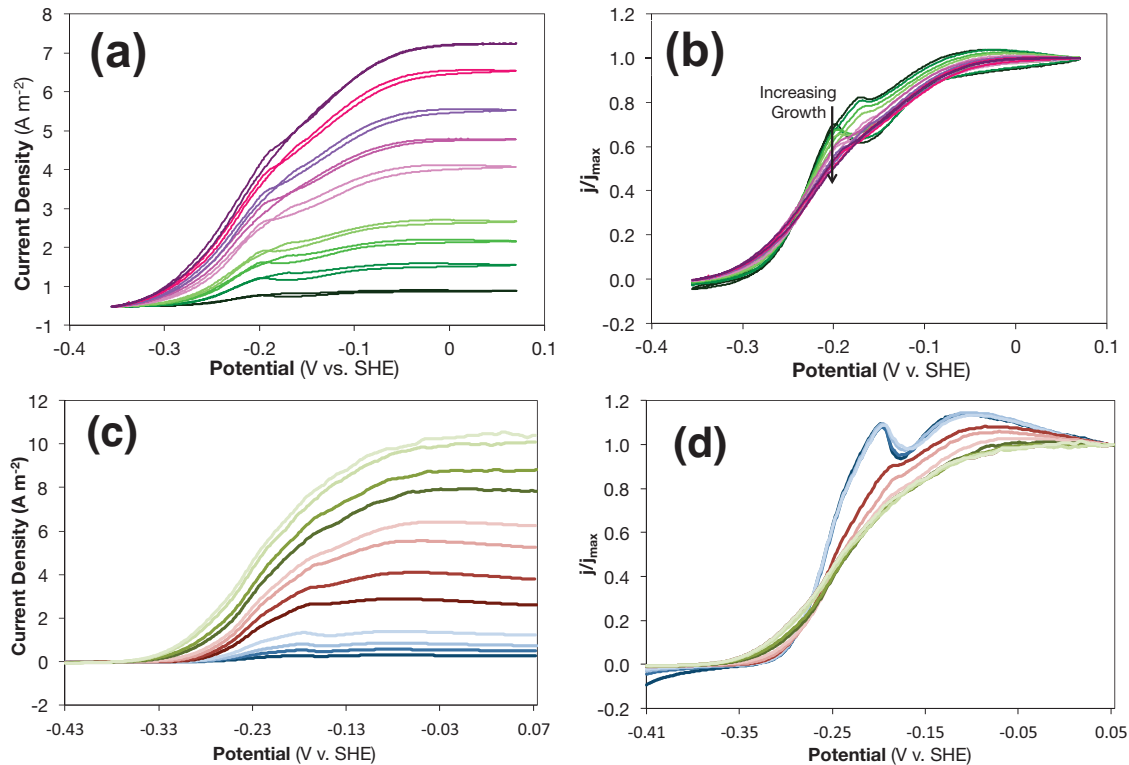 (a)
Current Density (A m⁻²)
8
7
6
5
4
3
2
1
-1
-0.4 -0.3 -0.2 -0.1 0 0.1
Potential (V vs. SHE)
(b)
Increasing
Growth
j/jmax
1.2
1.0
0.8
0.6
0.4
0.2
0.0
-0.2
-0.4 -0.3 -0.2 -0.1 0 0.1
Potential (V v. SHE)
(c)
Current Density (A m⁻²)
12
10
8
6
4
2
0
-2
-0.43 -0.33 -0.23 -0.13 -0.03 0.07
Potential (V v. SHE)
(d)
j/jmax
1.2
1.0
0.8
0.6
0.4
0.2
0.0
-0.2
-0.41 -0.35 -0.25 -0.15 -0.05 0.05
Potential (V v. SHE)